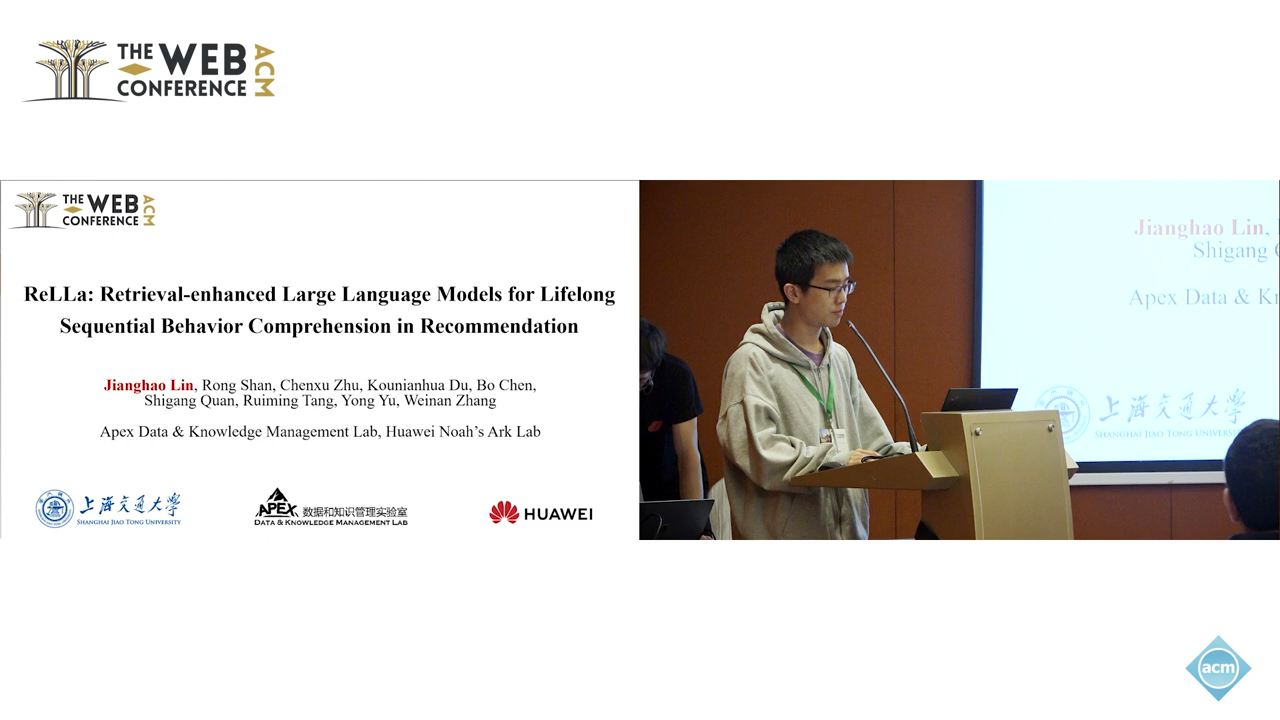 THE WEB CONFERENCE ACM
THE WEB CONFERENCE ACM
ReLLa: Retrieval-enhanced Large Language Models for Lifelong
Sequential Behavior Comprehension in Recommendation
Jianghao Lin, Rong Shan, Chenxu Zhu, Kounianhua Du, Bo Chen,
Shigang Quan, Ruiming Tang, Yong Yu, Weinan Zhang
Apex Data & Knowledge Management Lab, Huawei Noah's Ark Lab
上海交通大学
SHANGHAI JIAO TONG UNIVERSITY
APEX 数据和知识管理实验室
DATA & KNOWLEDGE MANAGEMENT LAB
HUAWEI
Jianghao Lin,
Shigang
Apex Data & Kn
上海交通大学
SHANGHAI JIAO TONG UNIVERSITY
acm